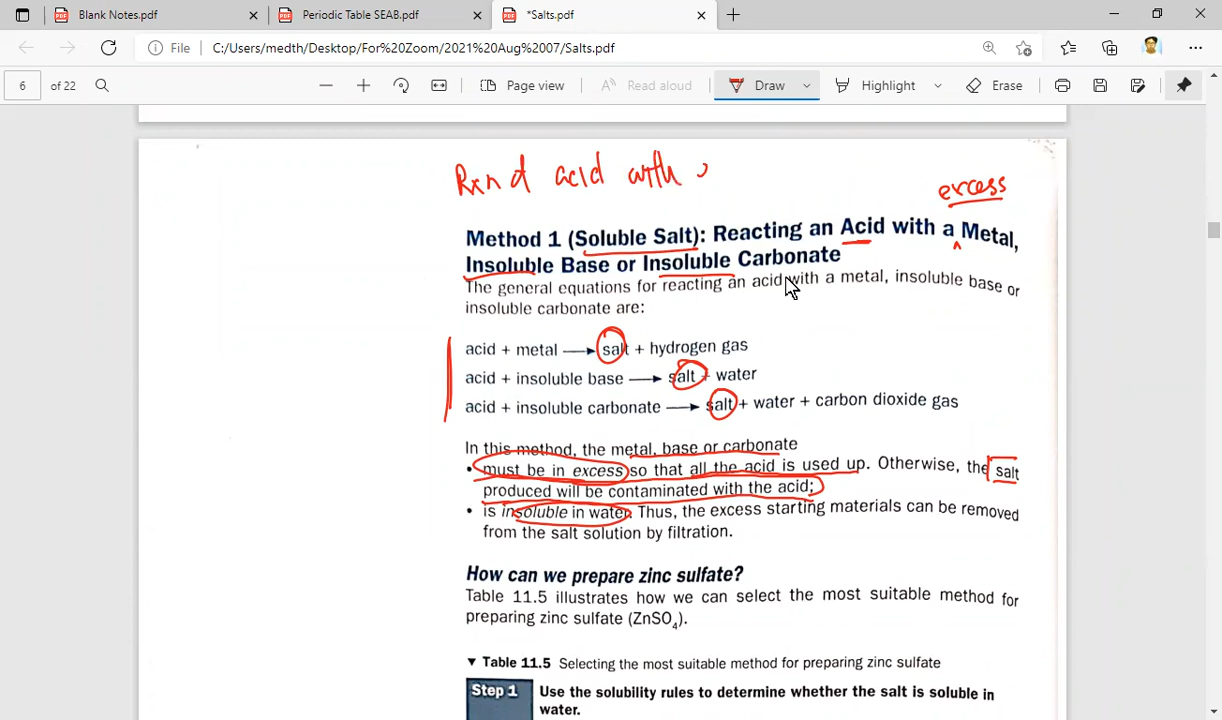 Blank Notes.pdf
Periodic Table SEAB.pdf
*Salts.pdf
File C:/Users/medth/Desktop/For%20Zoom/2021%20Aug%2007/Salts.pdf
6 of 22 Page view Read aloud Draw Highlight Erase
Rxn of acid with
excess
Method 1 (Soluble Salt): Reacting an Acid with a ^ Metal,
Insoluble Base or Insoluble Carbonate
The general equations for reacting an acid with a metal, insoluble base or
insoluble carbonate are:
acid + metal → salt + hydrogen gas
acid + insoluble base → salt + water
acid + insoluble carbonate → salt + water + carbon dioxide gas
In this method, the metal, base or carbonate
• must be in excess so that all the acid is used up. Otherwise, the salt
produced will be contaminated with the acid;
• is insoluble in water. Thus, the excess starting materials can be removed
from the salt solution by filtration.
How can we prepare zinc sulfate?
Table 11.5 illustrates how we can select the most suitable method for
preparing zinc sulfate (ZnSO₄).
▼ Table 11.5 Selecting the most suitable method for preparing zinc sulfate
Step 1 Use the solubility rules to determine whether the salt is soluble in
water.